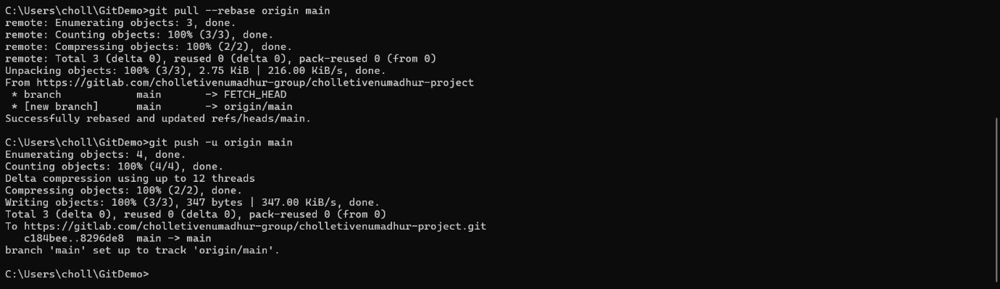 C:\Users\choll\GitDemo>git pull --rebase origin main
remote: Enumerating objects: 3, done.
remote: Counting objects: 100% (3/3), done.
remote: Compressing objects: 100% (2/2), done.
remote: Total 3 (delta 0), reused 0 (delta 0), pack-reused 0 (from 0)
Unpacking objects: 100% (3/3), 2.75 KiB | 216.00 KiB/s, done.
From https://gitlab.com/cholletivenumadhur-group/cholletivenumadhur-project
 * branch            main       -> FETCH_HEAD
 * [new branch]      main       -> origin/main
Successfully rebased and updated refs/heads/main.

C:\Users\choll\GitDemo>git push -u origin main
Enumerating objects: 4, done.
Counting objects: 100% (4/4), done.
Delta compression using up to 12 threads
Compressing objects: 100% (2/2), done.
Writing objects: 100% (3/3), 347 bytes | 347.00 KiB/s, done.
Total 3 (delta 0), reused 0 (delta 0), pack-reused 0 (from 0)
To https://gitlab.com/cholletivenumadhur-group/cholletivenumadhur-project.git
   c184bee..8296de8  main -> main
branch 'main' set up to track 'origin/main'.

C:\Users\choll\GitDemo>